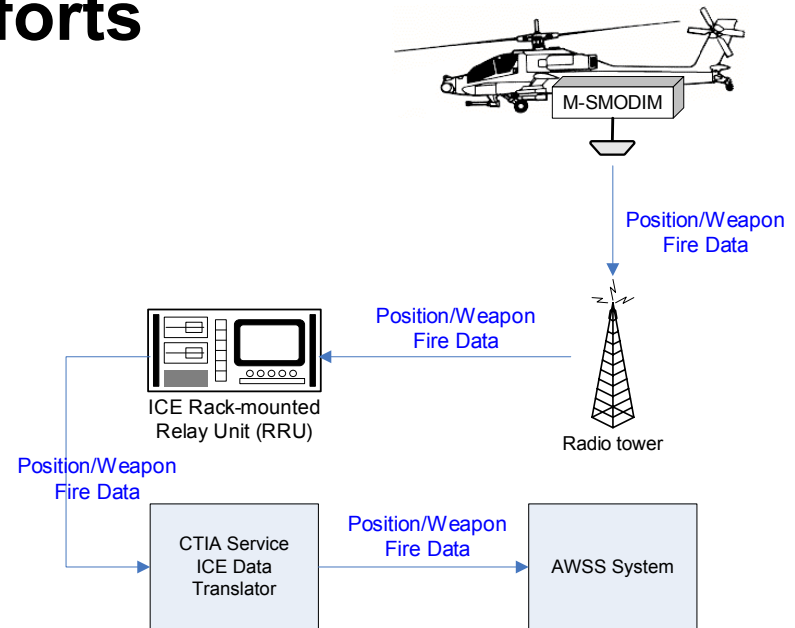 forts
M-SMODIM
Position/Weapon
Fire Data
Position/Weapon
Fire Data
ICE Rack-mounted
Relay Unit (RRU)
Radio tower
Position/Weapon
Fire Data
CTIA Service
ICE Data
Translator
Position/Weapon
Fire Data
AWSS System